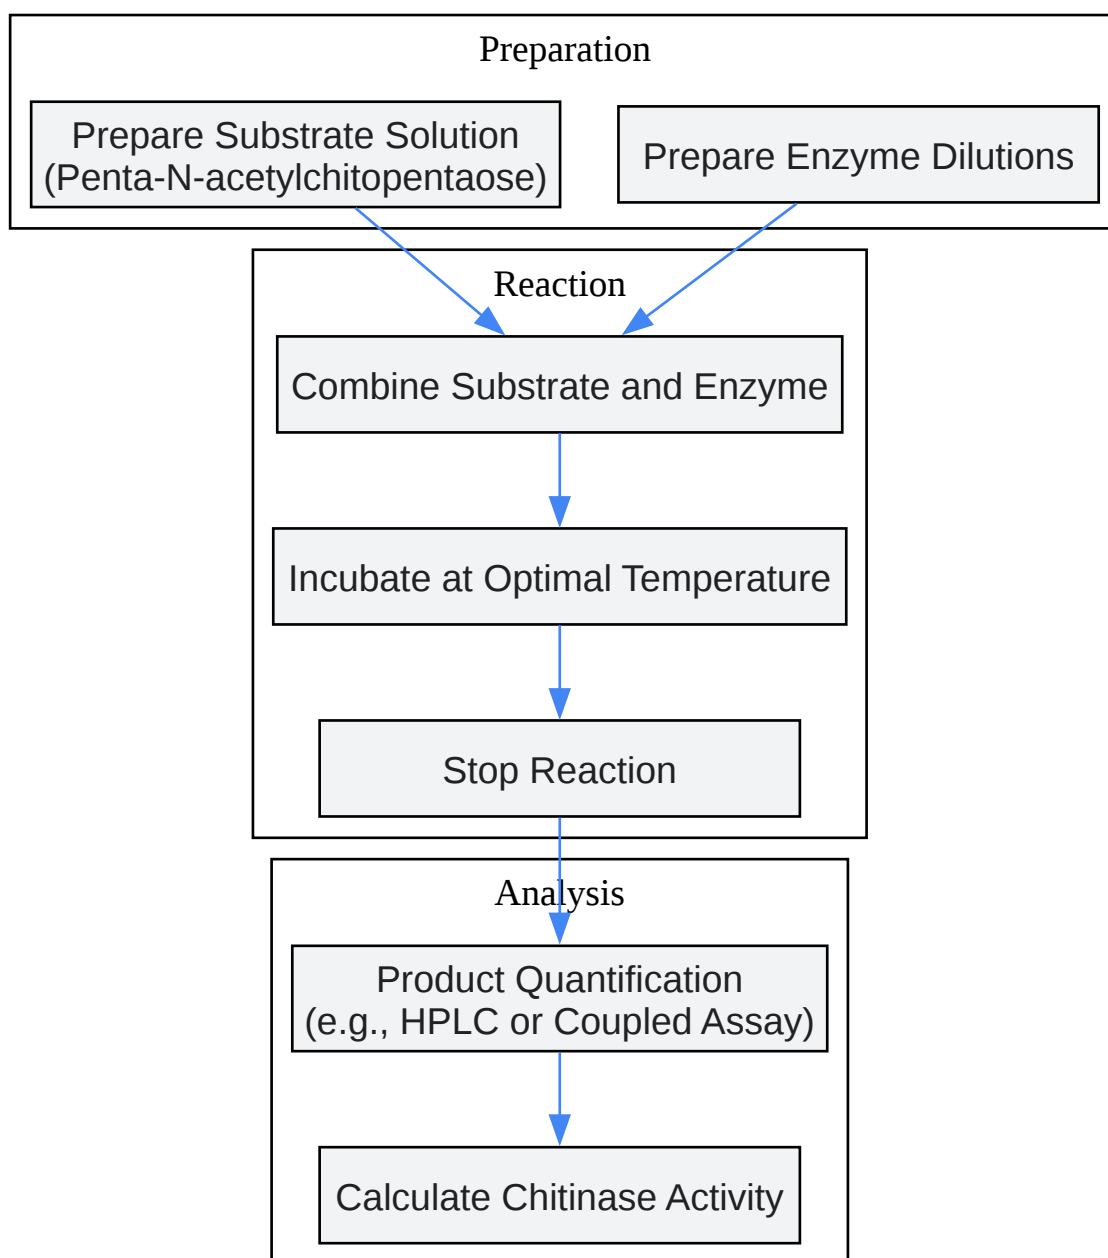 Preparation
Prepare Substrate Solution
(Penta-N-acetylchitopentaose)
Prepare Enzyme Dilutions
Reaction
Combine Substrate and Enzyme
Incubate at Optimal Temperature
Stop Reaction
Analysis
Product Quantification
(e.g., HPLC or Coupled Assay)
Calculate Chitinase Activity